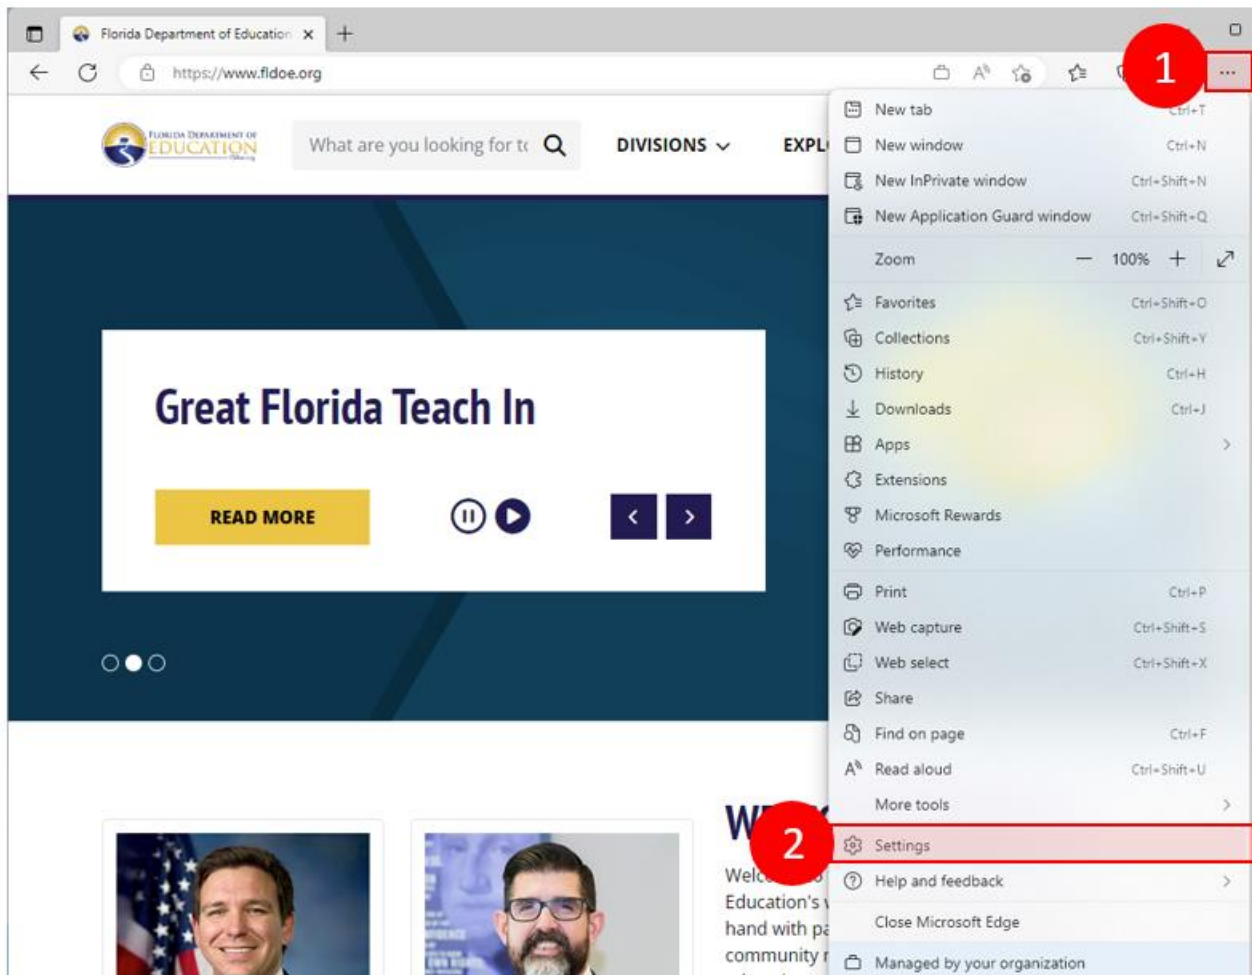 Florida Department of Education
https://www.fldoe.org
1
FLORIDA DEPARTMENT OF
EDUCATION
What are you looking for to
DIVISIONS
EXPL
Great Florida Teach In
READ MORE
New tab Ctrl+T
New window Ctrl+N
New InPrivate window Ctrl+Shift+N
New Application Guard window Ctrl+Shift+Q
Zoom 100%
Favorites Ctrl+Shift+O
Collections Ctrl+Shift+Y
History Ctrl+H
Downloads Ctrl+J
Apps
Extensions
Microsoft Rewards
Performance
Print Ctrl+P
Web capture Ctrl+Shift+S
Web select Ctrl+Shift+X
Share
Find on page Ctrl+F
Read aloud Ctrl+Shift+U
More tools
2
Settings
Help and feedback
Close Microsoft Edge
Managed by your organization
Education's
hand with pa
community